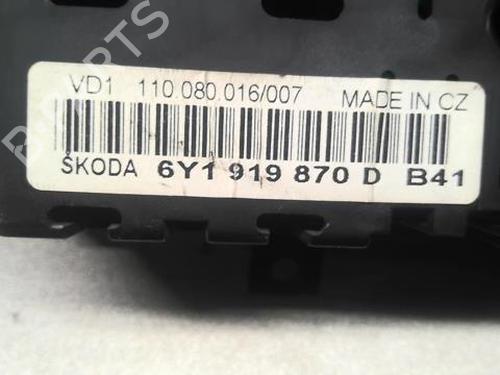 VD1 110.080.016/007 MADE IN CZ
ŠKODA 6Y1 919 870 D B41